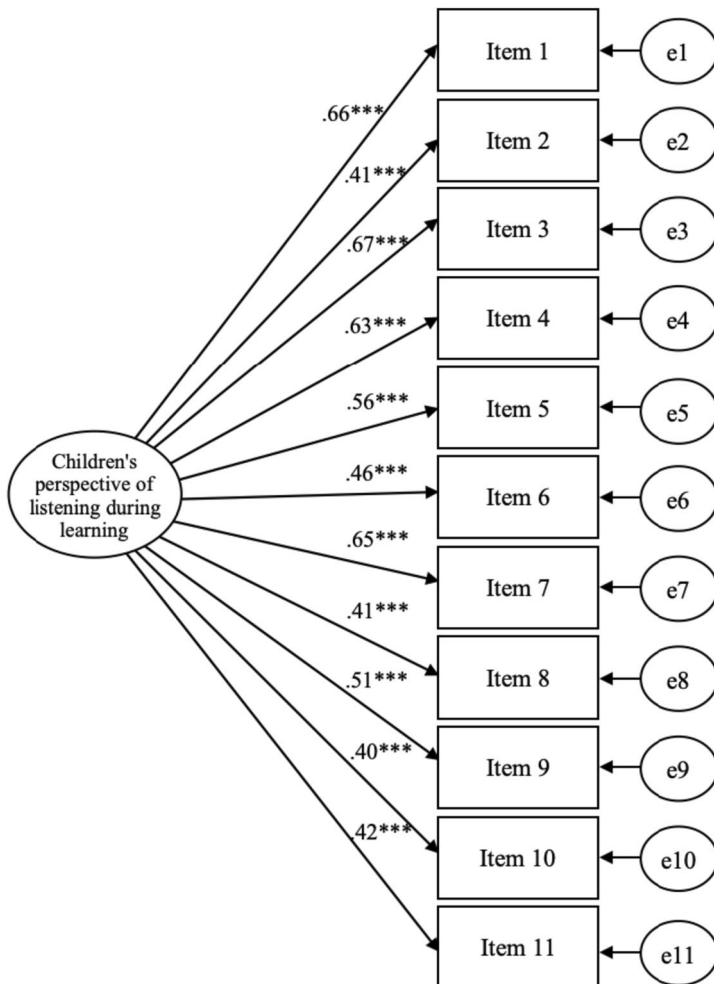 Item 1
e1
.66***
Item 2
e2
.41***
Item 3
e3
.67***
Item 4
e4
.63***
Item 5
e5
.56***
Children's
perspective of
listening during
learning
Item 6
e6
.46***
Item 7
e7
.65***
Item 8
e8
.41***
Item 9
e9
.51***
Item 10
e10
.40***
Item 11
e11
.42***